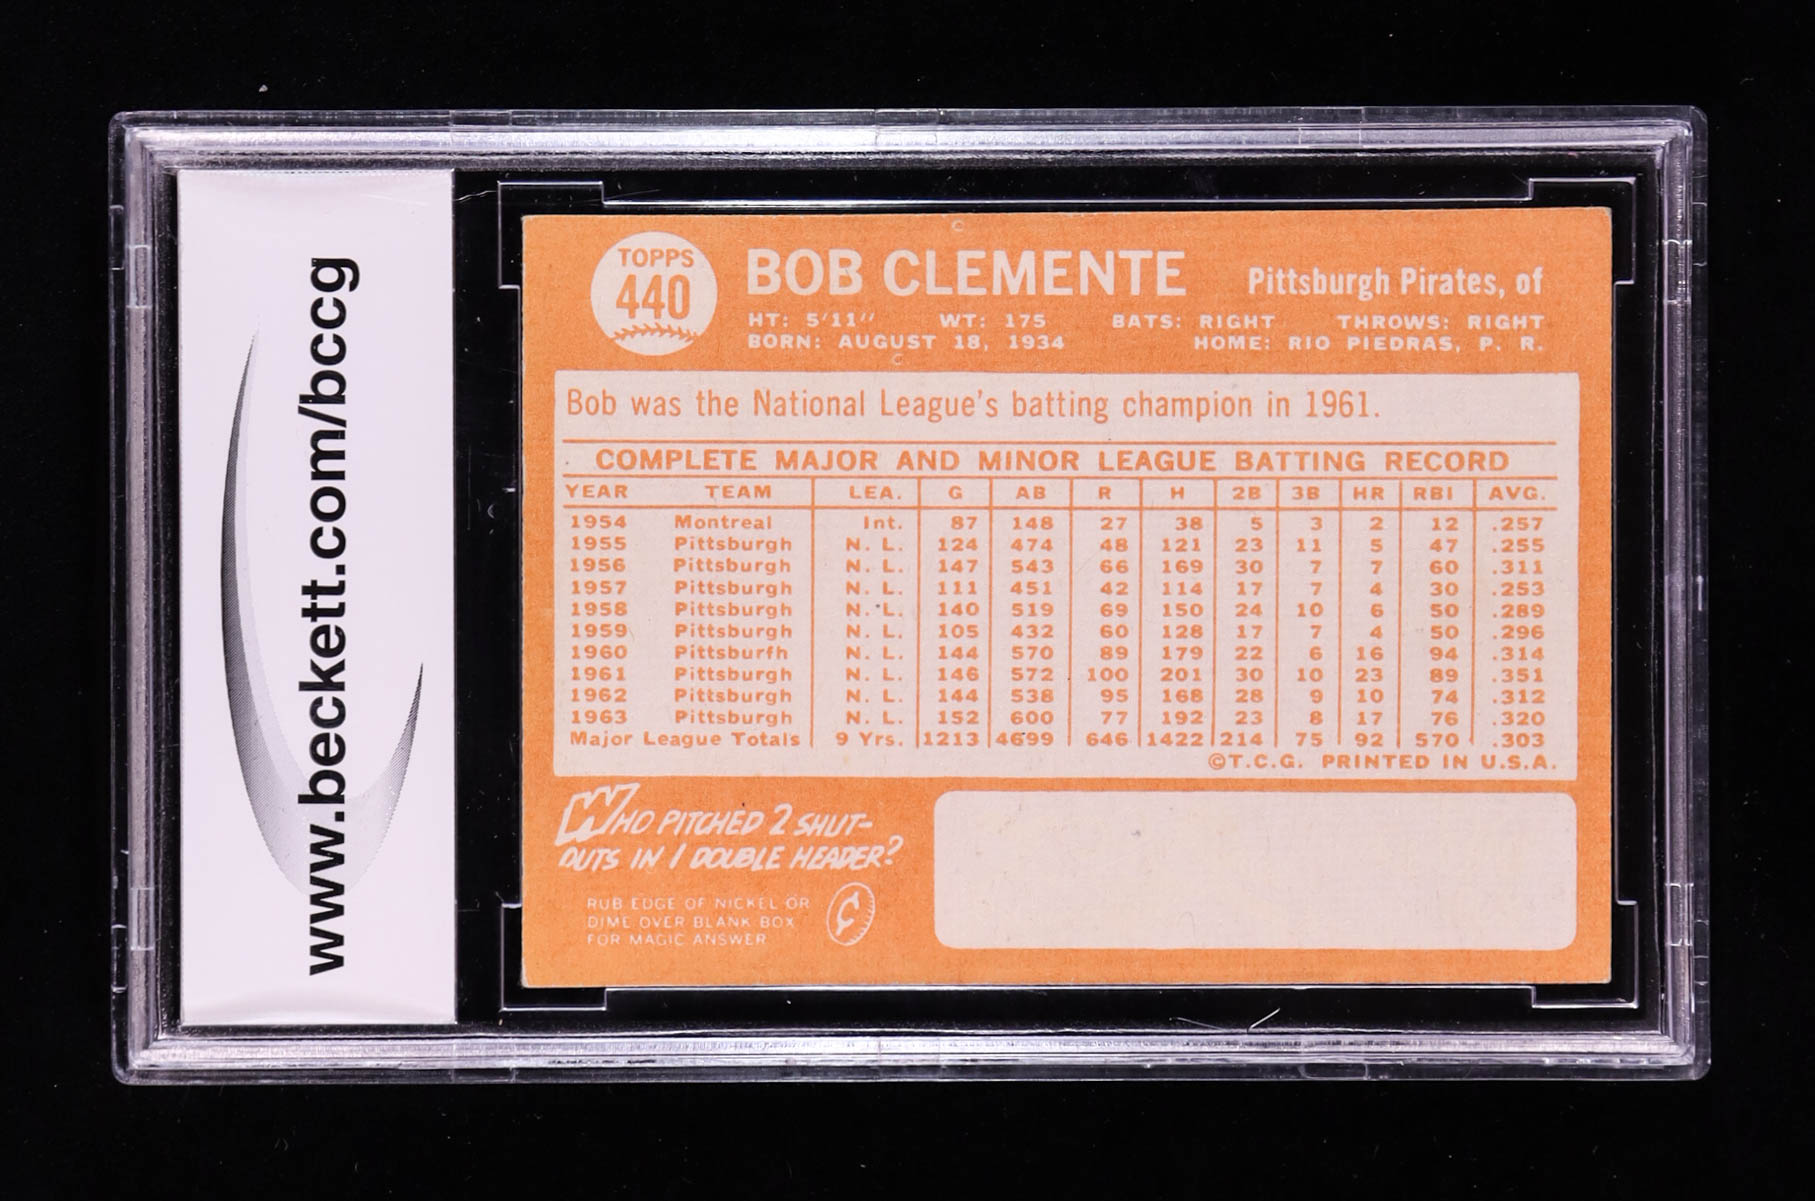 www.beckett.com/bccg
TOPPS
440
BOB CLEMENTE
Pittsburgh Pirates, of
HT: 5'11" WT: 175 BATS: RIGHT THROWS: RIGHT
BORN: AUGUST 18, 1934 HOME: RIO PIEDRAS, P. R.
Bob was the National League's batting champion in 1961.
COMPLETE MAJOR AND MINOR LEAGUE BATTING RECORD
YEAR TEAM LEA. G AB R H 2B 3B HR RBI AVG.
1954 Montreal Int. 87 148 27 38 5 3 2 12 .257
1955 Pittsburgh N. L. 124 474 48 121 23 11 5 47 .255
1956 Pittsburgh N. L. 147 543 66 169 30 7 7 60 .311
1957 Pittsburgh N. L. 111 451 42 114 17 7 4 30 .253
1958 Pittsburgh N. L. 140 519 69 150 24 10 6 50 .289
1959 Pittsburgh N. L. 105 432 60 128 17 7 4 50 .296
1960 Pittsburfh N. L. 144 570 89 179 22 6 16 94 .314
1961 Pittsburgh N. L. 146 572 100 201 30 10 23 89 .351
1962 Pittsburgh N. L. 144 538 95 168 28 9 10 74 .312
1963 Pittsburgh N. L. 152 600 77 192 23 8 17 76 .320
Major League Totals 9 Yrs. 1213 4699 646 1422 214 75 92 570 .303
©T.C.G. PRINTED IN U.S.A.
WHO PITCHED 2 SHUT-
OUTS IN 1 DOUBLE HEADER?
RUB EDGE OF NICKEL OR
DIME OVER BLANK BOX
FOR MAGIC ANSWER
¢